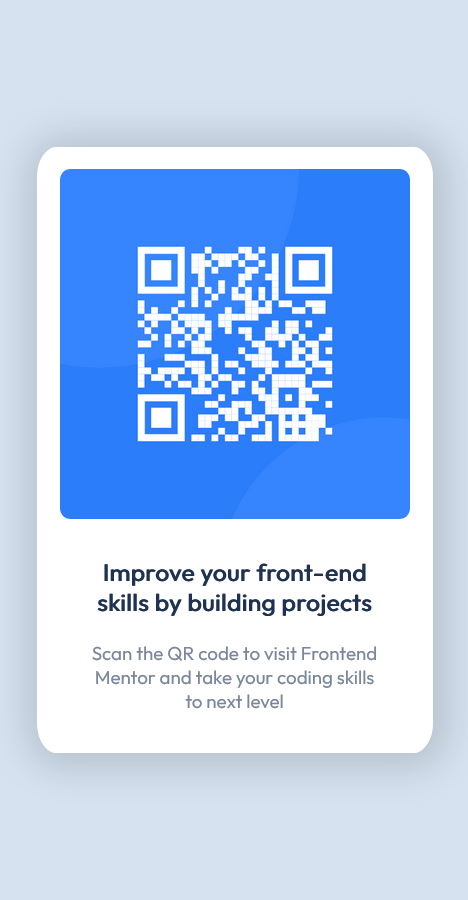 Improve your front-end
skills by building projects
Scan the QR code to visit Frontend
Mentor and take your coding skills
to next level